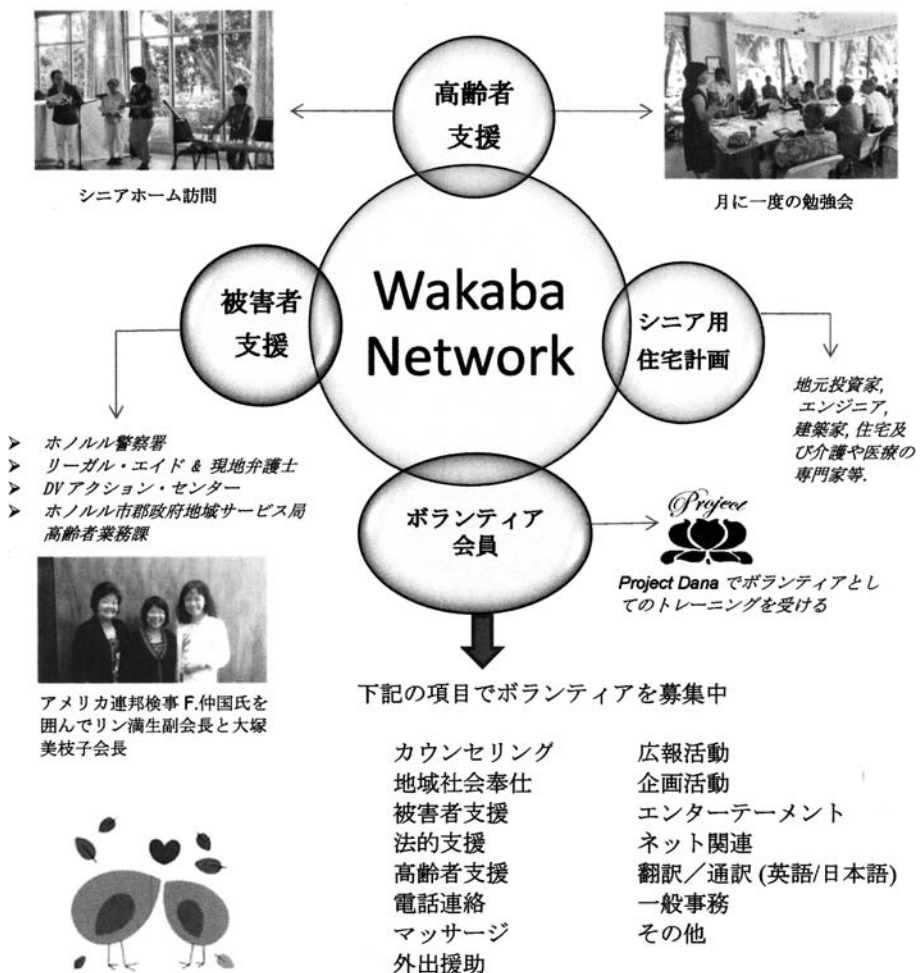 高齢者
支援
シニアホーム訪問
月に一度の勉強会
Wakaba
Network
被害者
支援
シニア用
住宅計画
地元投資家,
エンジニア,
建築家, 住宅及
び介護や医療の
専門家等.
➢ ホノルル警察署
➢ リーガル・エイド & 現地弁護士
➢ DVアクション・センター
➢ ホノルル市郡政府地域サービス局
高齢者業務課
ボランティア
会員
Project
Project Dana でボランティアとし
てのトレーニングを受ける
アメリカ連邦検事 F.仲国氏を
囲んでリン満生副会長と大塚
美枝子会長
下記の項目でボランティアを募集中
カウンセリング
地域社会奉仕
被害者支援
法的支援
高齢者支援
電話連絡
マッサージ
外出援助
広報活動
企画活動
エンターテーメント
ネット関連
翻訳／通訳 (英語/日本語)
一般事務
その他